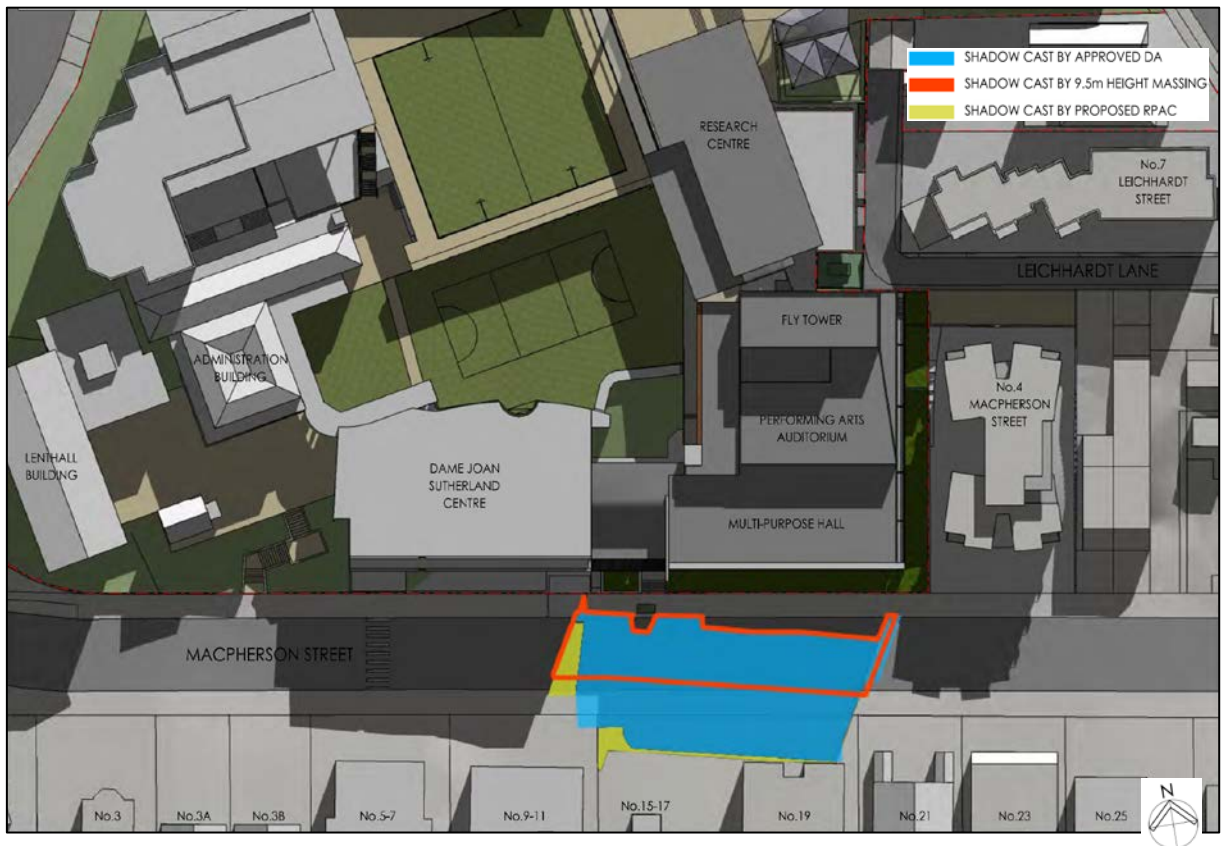 SHADOW CAST BY APPROVED DA
SHADOW CAST BY 9.5m HEIGHT MASSING
SHADOW CAST BY PROPOSED RPAC
RESEARCH
CENTRE
No.7
LEICHHARDT
STREET
LEICHHARDT LANE
FLY TOWER
ADMINISTRATION
BUILDING
No.4
MACPHERSON
STREET
PERFORMING ARTS
AUDITORIUM
LENTHALL
BUILDING
DAME JOAN
SUTHERLAND
CENTRE
MULTI-PURPOSE HALL
MACPHERSON STREET
No.3
No.3A
No.3B
No.5-7
No.9-11
No.15-17
No.19
No.21
No.23
No.25
N